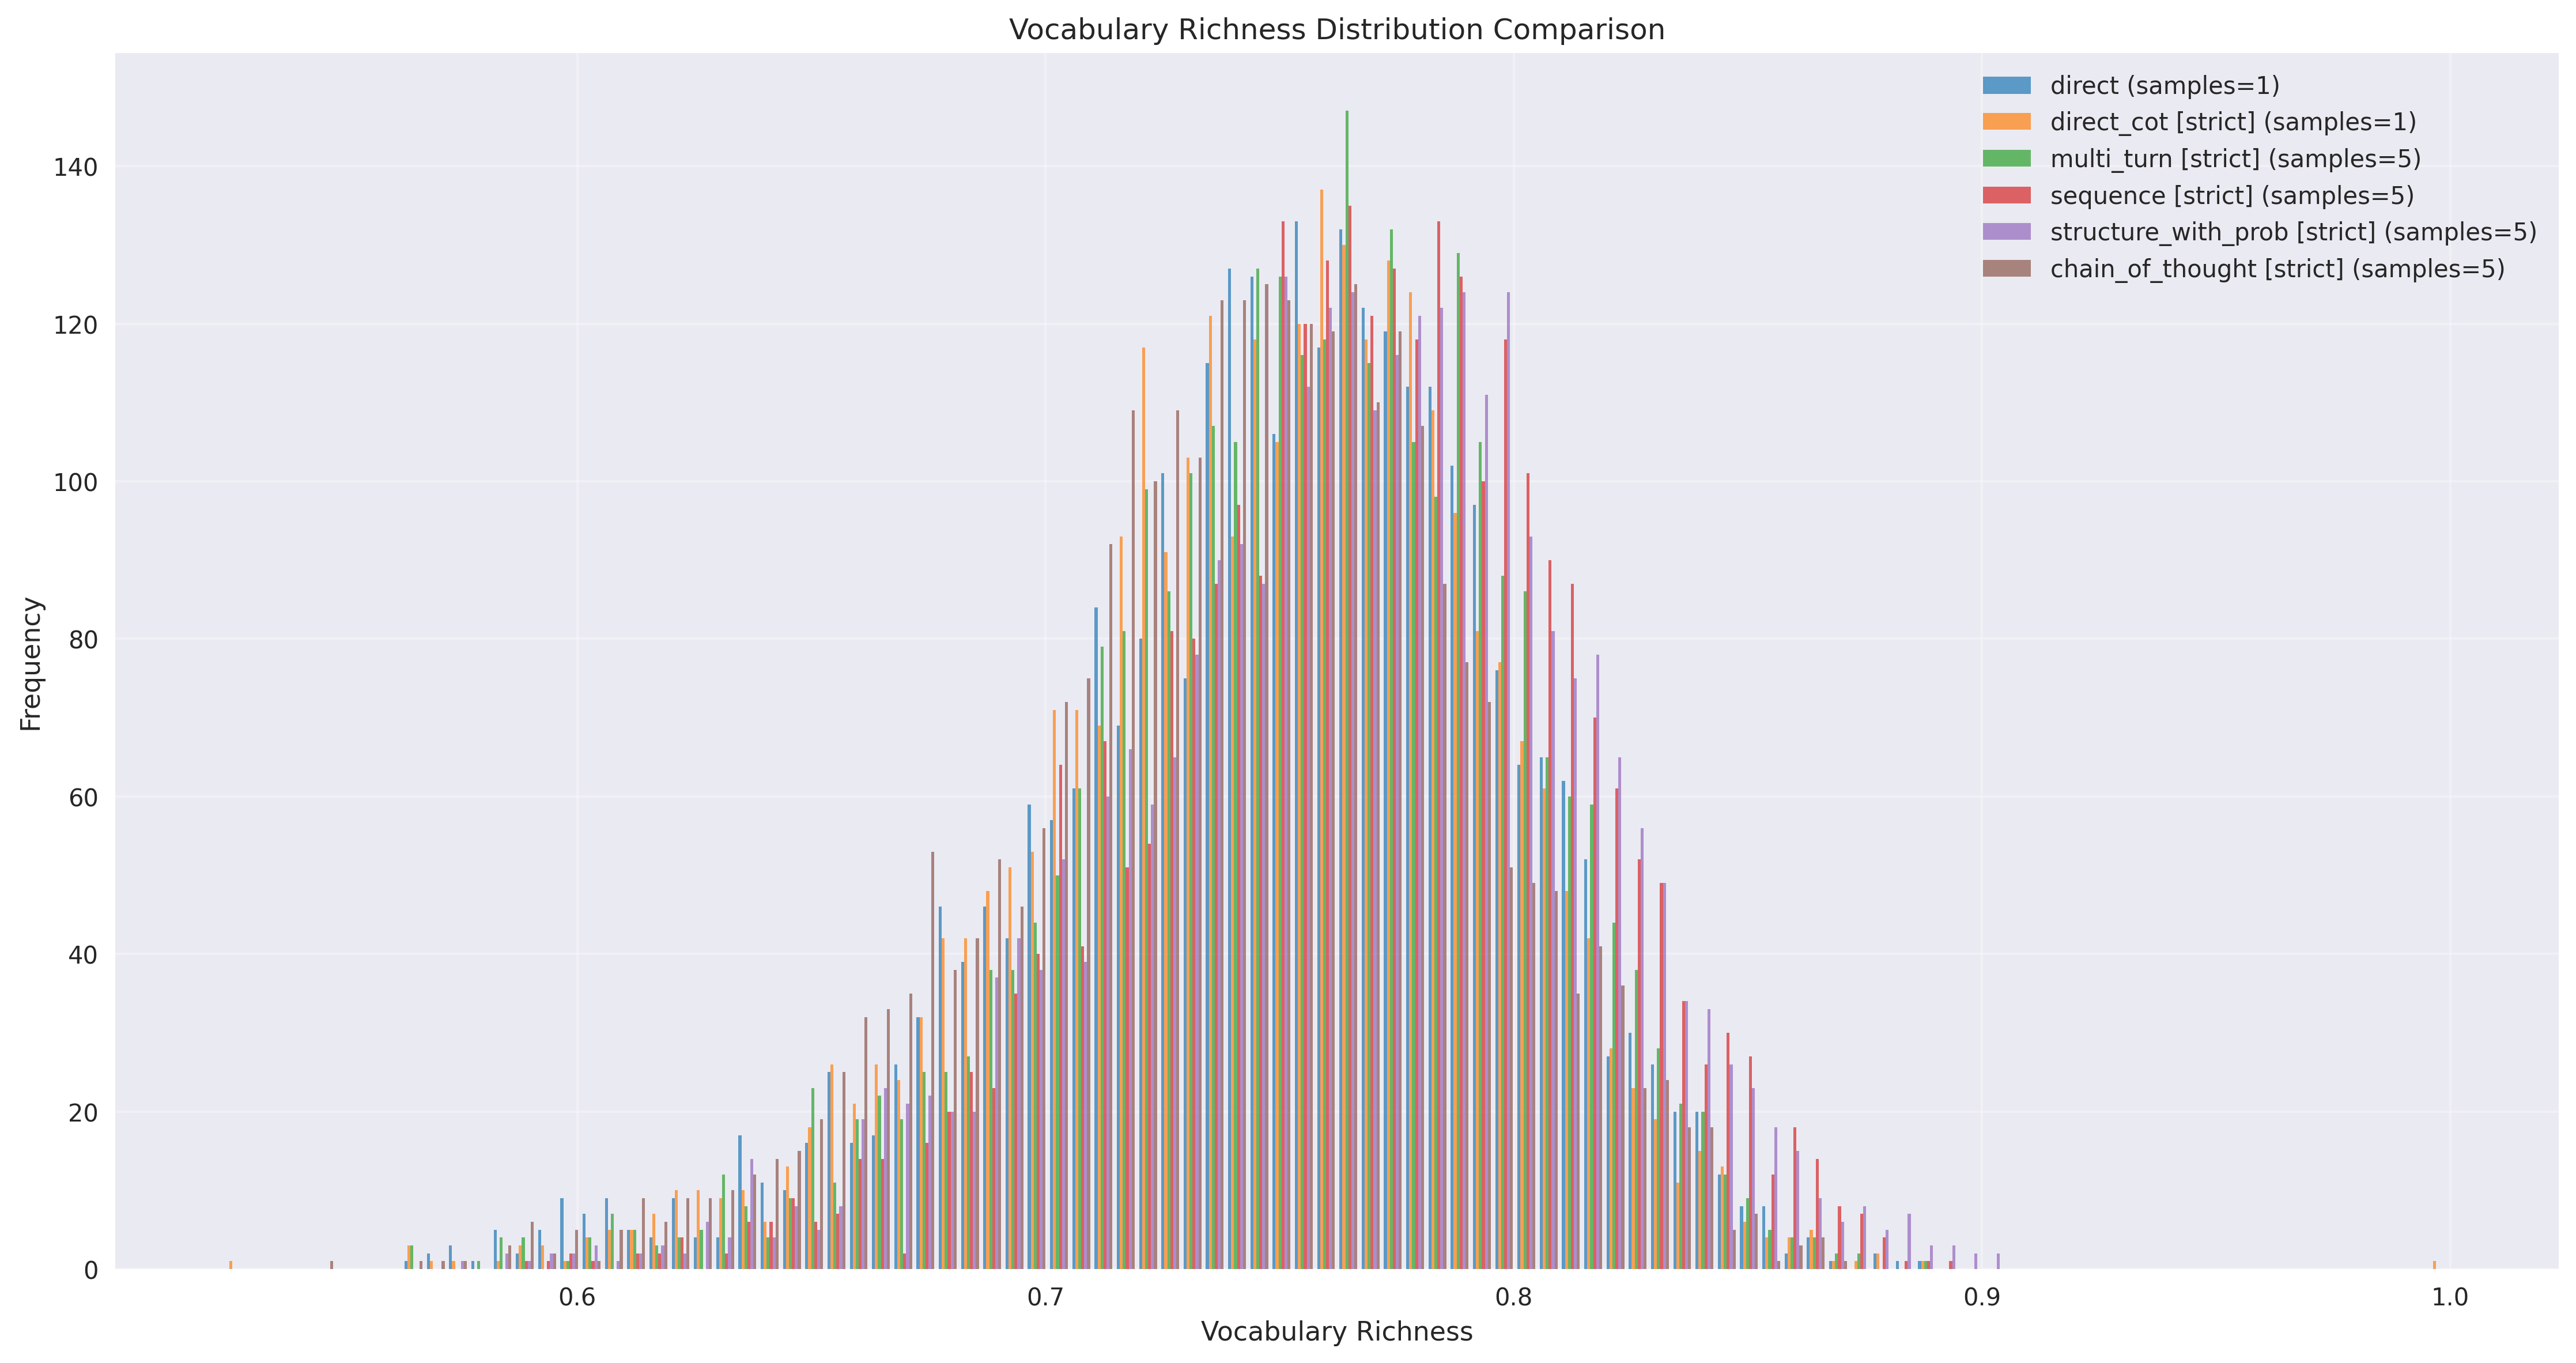 Vocabulary Richness Distribution Comparison
direct (samples=1)
direct_cot [strict] (samples=1)
multi_turn [strict] (samples=5)
sequence [strict] (samples=5)
structure_with_prob [strict] (samples=5)
chain_of_thought [strict] (samples=5)
Frequency
140
120
100
80
60
40
20
0
0.6 0.7 0.8 0.9 1.0
Vocabulary Richness